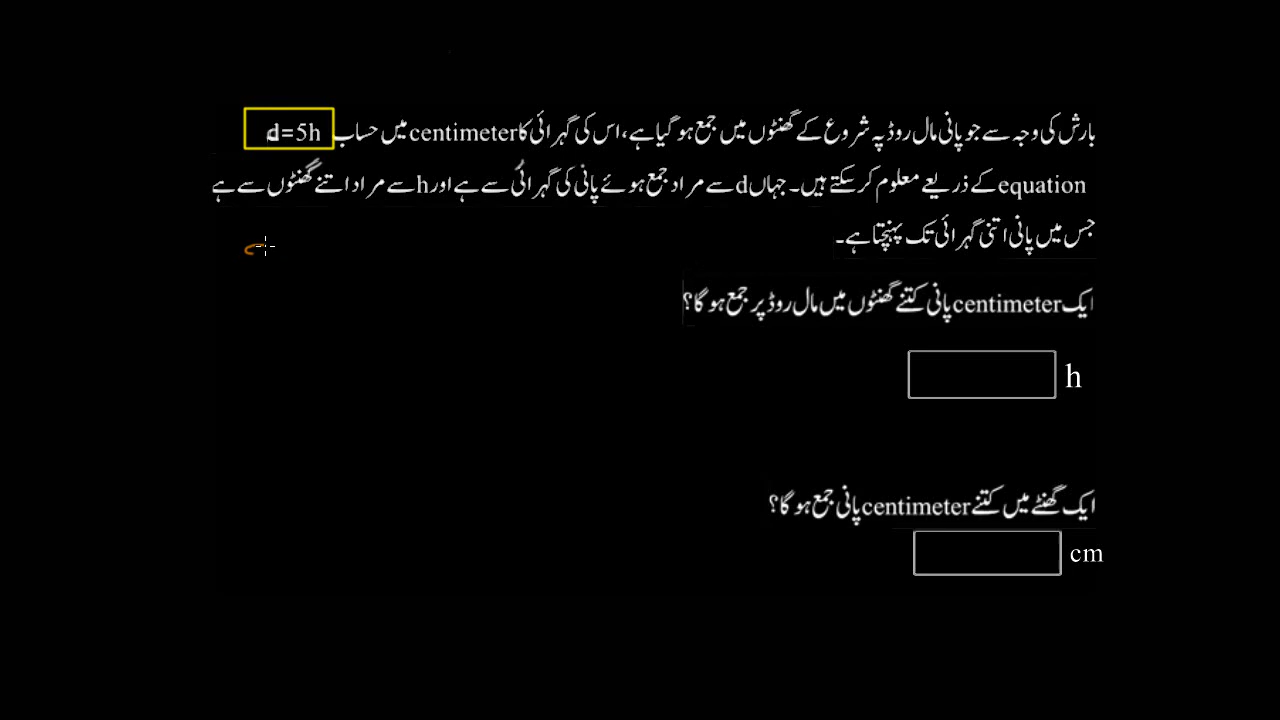 بارش کی وجہ سے جو پانی مال روڈ پہ شروع کے گھنٹوں میں جمع ہو گیا ہے، اس کی گہرائی کا centimeter میں حساب d=5h
equation کے ذریعے معلوم کر سکتے ہیں۔ جہاں d سے مراد جمع ہوئے پانی کی گہرائی سے ہے اور h سے مراد اتنے گھنٹوں سے ہے
جس میں پانی اتنی گہرائی تک پہنچتا ہے۔
ایک centimeter پانی کتنے گھنٹوں میں مال روڈ پر جمع ہو گا؟
h
ایک گھنٹے میں کتنے centimeter پانی جمع ہو گا؟
cm